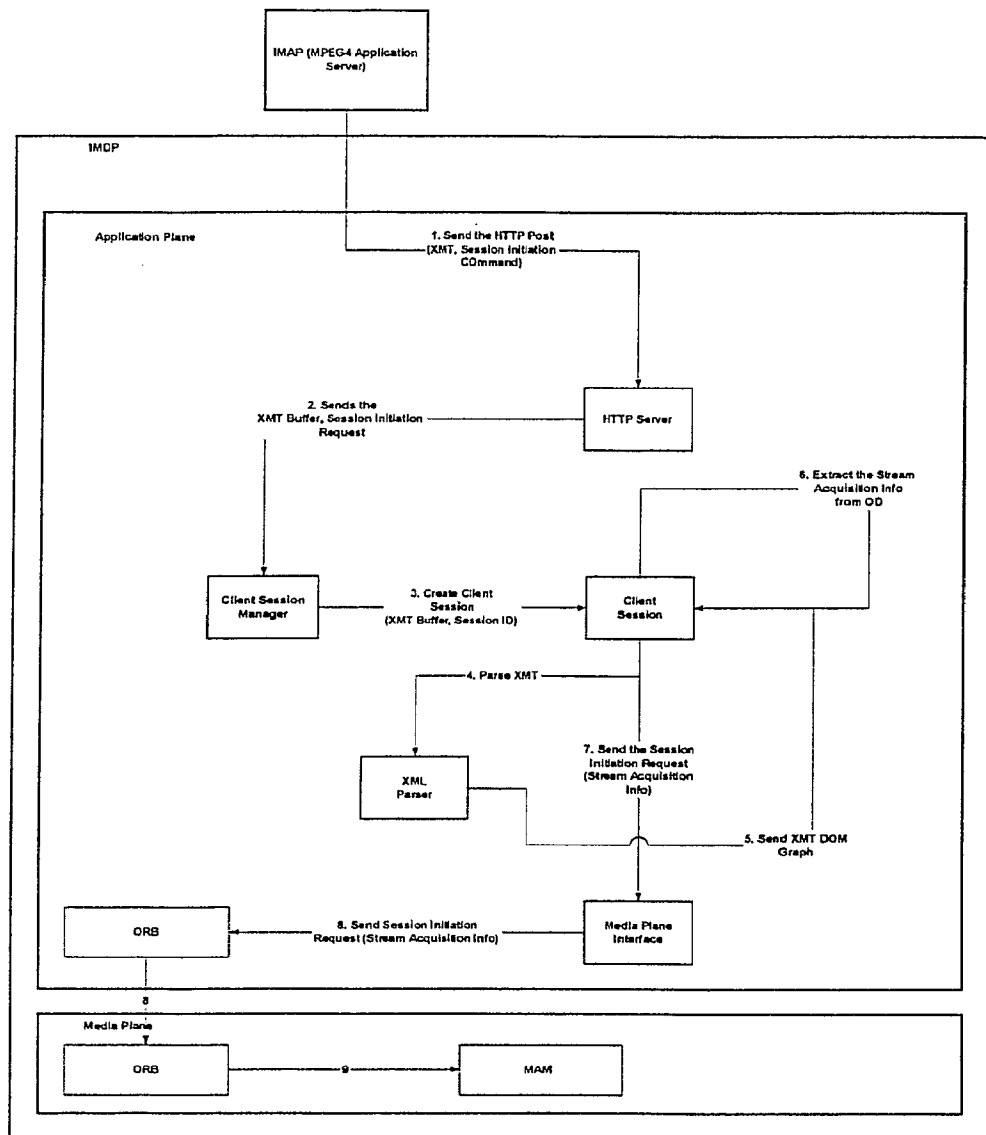 IMAP (MPEG4 Application
Server)
IMDP
Application Plane
1. Send the HTTP Post
(XMT, Session Initiation
COmmand)
2. Sends the
XMT Buffer, Session Initiation
Request
HTTP Server
6. Extract the Stream
Acquisition Info
from OD
Client Session
Manager
3. Create Client
Session
(XMT Buffer, Session ID)
Client
Session
4. Parse XMT
7. Send the Session
Initiation Request
(Stream Acquisition
Info)
XML
Parser
5. Send XMT DOM
Graph
ORB
8. Send Session Initiation
Request (Stream Acquisition Info)
Media Plane
Interface
8
Media Plane
ORB
9
MAM